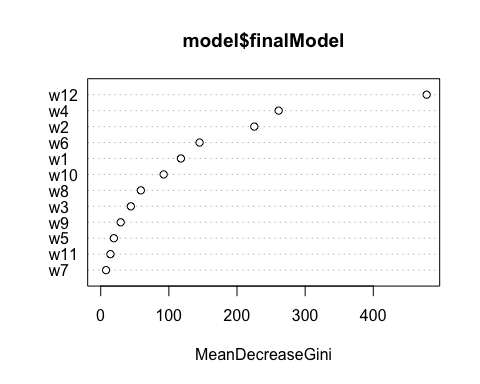 model$finalModel
w12
w4
w2
w6
w1
w10
w8
w3
w9
w5
w11
w7
0 100 200 300 400
MeanDecreaseGini